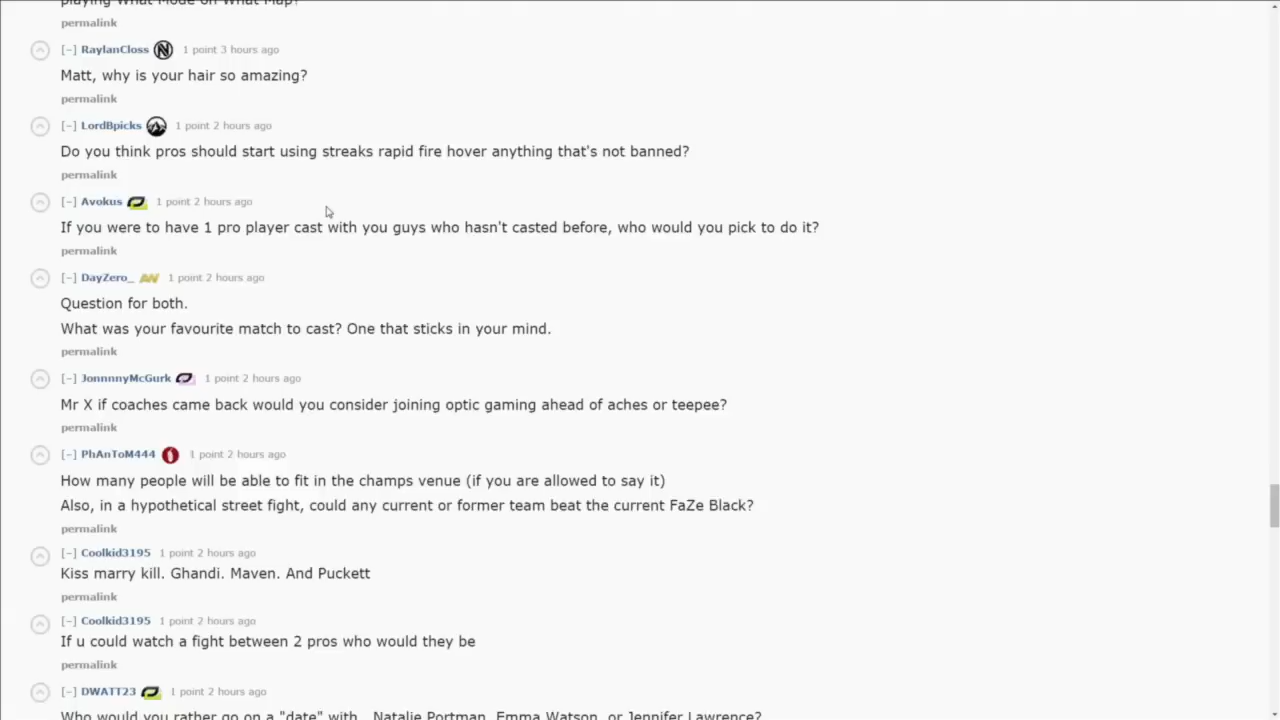 playing What Mode on What Map?
permalink
[–] RaylanCloss 1 point 3 hours ago
Matt, why is your hair so amazing?
permalink
[–] LordBpicks 1 point 2 hours ago
Do you think pros should start using streaks rapid fire hover anything that's not banned?
permalink
[–] Avokus 1 point 2 hours ago
If you were to have 1 pro player cast with you guys who hasn't casted before, who would you pick to do it?
permalink
[–] DayZero_ AW 1 point 2 hours ago
Question for both.
What was your favourite match to cast? One that sticks in your mind.
permalink
[–] JonnnnyMcGurk 1 point 2 hours ago
Mr X if coaches came back would you consider joining optic gaming ahead of aches or teepee?
permalink
[–] PhAnToM444 1 point 2 hours ago
How many people will be able to fit in the champs venue (if you are allowed to say it)
Also, in a hypothetical street fight, could any current or former team beat the current FaZe Black?
permalink
[–] Coolkid3195 1 point 2 hours ago
Kiss marry kill. Ghandi. Maven. And Puckett
permalink
[–] Coolkid3195 1 point 2 hours ago
If u could watch a fight between 2 pros who would they be
permalink
[–] DWATT23 1 point 2 hours ago
Who would you rather go on a "date" with.. Natalie Portman, Emma Watson, or Jennifer Lawrence?